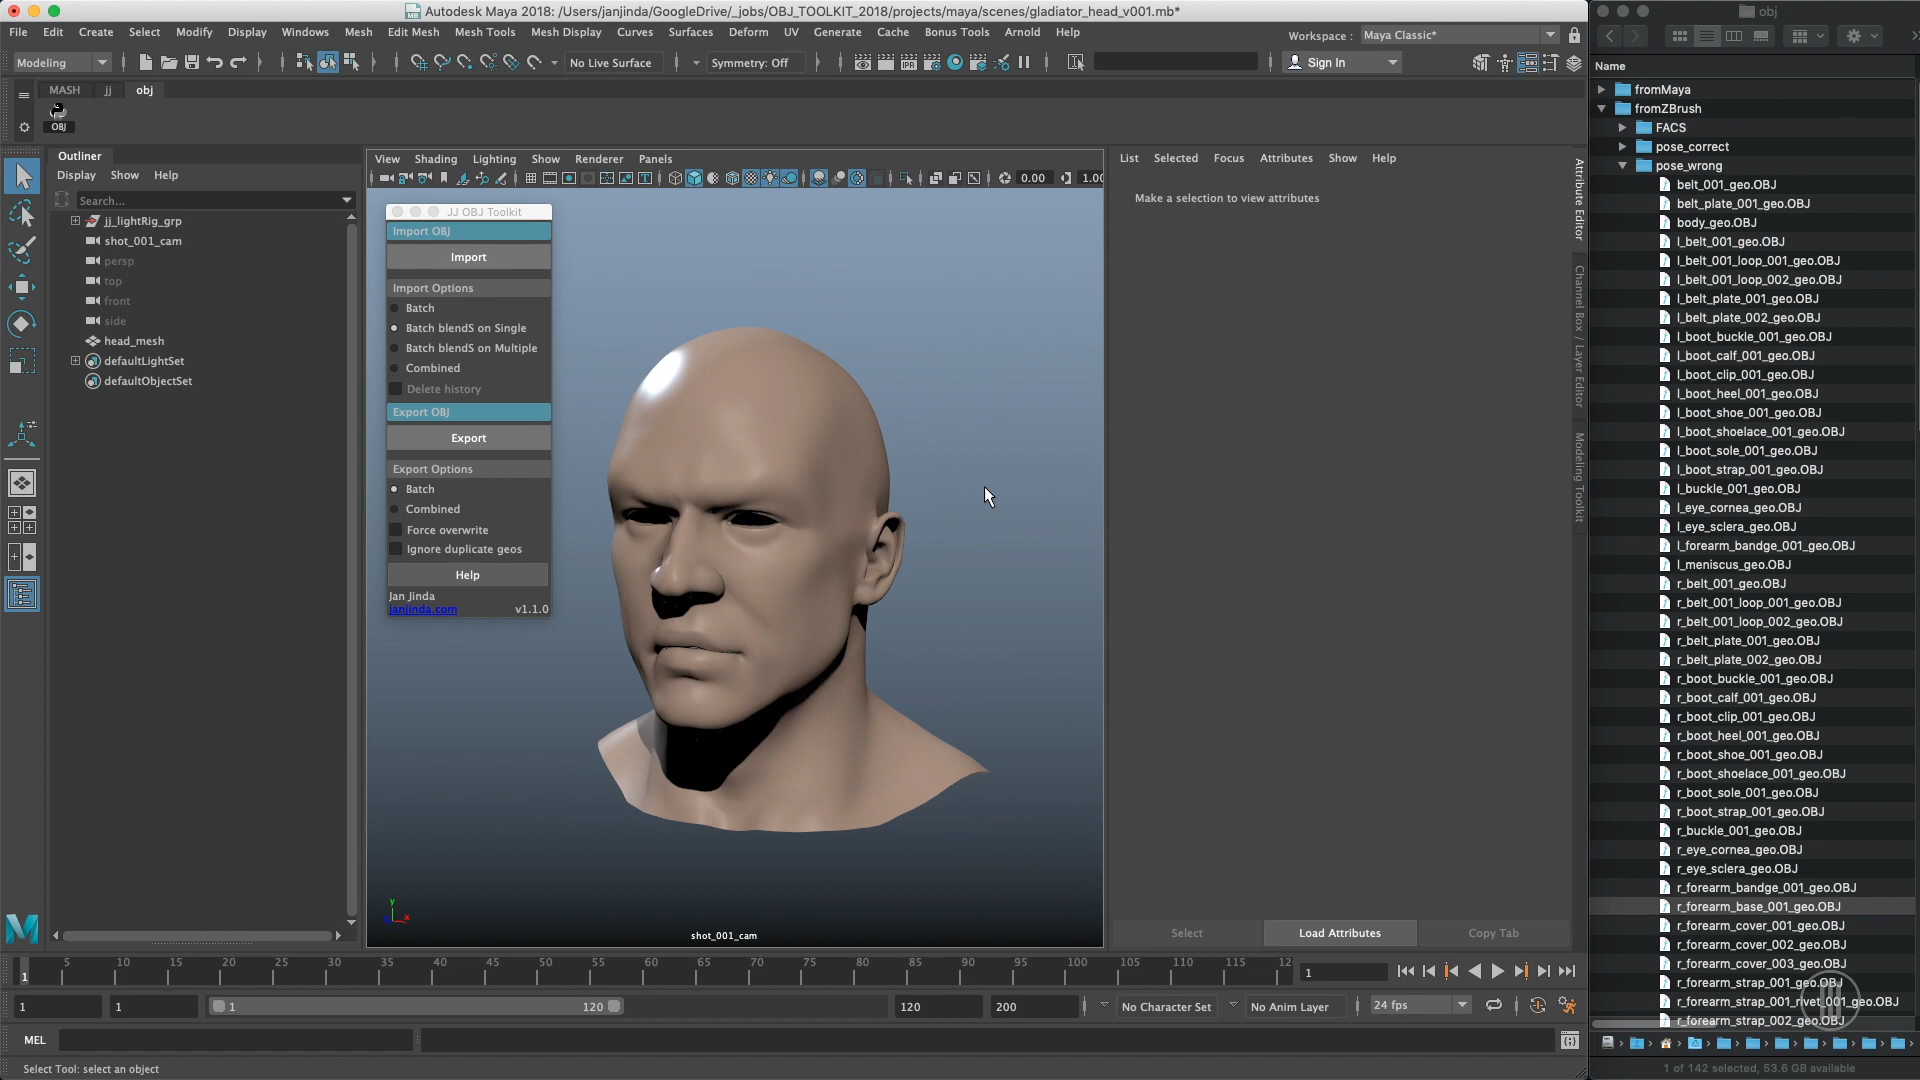 Autodesk Maya 2018: /Users/janjinda/GoogleDrive/_jobs/OBJ_TOOLKIT_2018/projects/maya/scenes/gladiator_head_v001.mb*
File Edit Create Select Modify Display Windows Mesh Edit Mesh Mesh Tools Mesh Display Curves Surfaces Deform UV Generate Cache Bonus Tools Arnold Help
Workspace : Maya Classic*
Modeling
No Live Surface
Symmetry: Off
IPR
Sign In
MASH jj obj
OBJ
Outliner
Display Show Help
Search...
jj_lightRig_grp
shot_001_cam
persp
top
front
side
head_mesh
defaultLightSet
defaultObjectSet
View Shading Lighting Show Renderer Panels
0.00
1.00
JJ OBJ Toolkit
Import OBJ
Import
Import Options
Batch
Batch blendS on Single
Batch blendS on Multiple
Combined
Delete history
Export OBJ
Export
Export Options
Batch
Combined
Force overwrite
Ignore duplicate geos
Help
Jan Jinda
janjinda.com v1.1.0
y
x
shot_001_cam
List Selected Focus Attributes Show Help
Make a selection to view attributes
Select
Load Attributes
Copy Tab
Attribute Editor
Channel Box / Layer Editor
Modeling Toolkit
1 5 10 15 20 25 30 35 40 45 50 55 60 65 70 75 80 85 90 95 100 105 110 115 12
1
1 1 1 120 120 200
No Character Set
No Anim Layer
24 fps
MEL
Select Tool: select an object
obj
Name
fromMaya
fromZBrush
FACS
pose_correct
pose_wrong
belt_001_geo.OBJ
belt_plate_001_geo.OBJ
body_geo.OBJ
l_belt_001_geo.OBJ
l_belt_001_loop_001_geo.OBJ
l_belt_001_loop_002_geo.OBJ
l_belt_plate_001_geo.OBJ
l_belt_plate_002_geo.OBJ
l_boot_buckle_001_geo.OBJ
l_boot_calf_001_geo.OBJ
l_boot_clip_001_geo.OBJ
l_boot_heel_001_geo.OBJ
l_boot_shoe_001_geo.OBJ
l_boot_shoelace_001_geo.OBJ
l_boot_sole_001_geo.OBJ
l_boot_strap_001_geo.OBJ
l_buckle_001_geo.OBJ
l_eye_cornea_geo.OBJ
l_eye_sclera_geo.OBJ
l_forearm_bandge_001_geo.OBJ
l_meniscus_geo.OBJ
r_belt_001_geo.OBJ
r_belt_001_loop_001_geo.OBJ
r_belt_001_loop_002_geo.OBJ
r_belt_plate_001_geo.OBJ
r_belt_plate_002_geo.OBJ
r_boot_buckle_001_geo.OBJ
r_boot_calf_001_geo.OBJ
r_boot_clip_001_geo.OBJ
r_boot_heel_001_geo.OBJ
r_boot_shoe_001_geo.OBJ
r_boot_shoelace_001_geo.OBJ
r_boot_sole_001_geo.OBJ
r_boot_strap_001_geo.OBJ
r_buckle_001_geo.OBJ
r_eye_cornea_geo.OBJ
r_eye_sclera_geo.OBJ
r_forearm_bandge_001_geo.OBJ
r_forearm_base_001_geo.OBJ
r_forearm_cover_001_geo.OBJ
r_forearm_cover_002_geo.OBJ
r_forearm_cover_003_geo.OBJ
r_forearm_strap_001_geo.OBJ
r_forearm_strap_001_rivet_001_geo.OBJ
r_forearm_strap_002_geo.OBJ
1 of 142 selected, 53.6 GB available